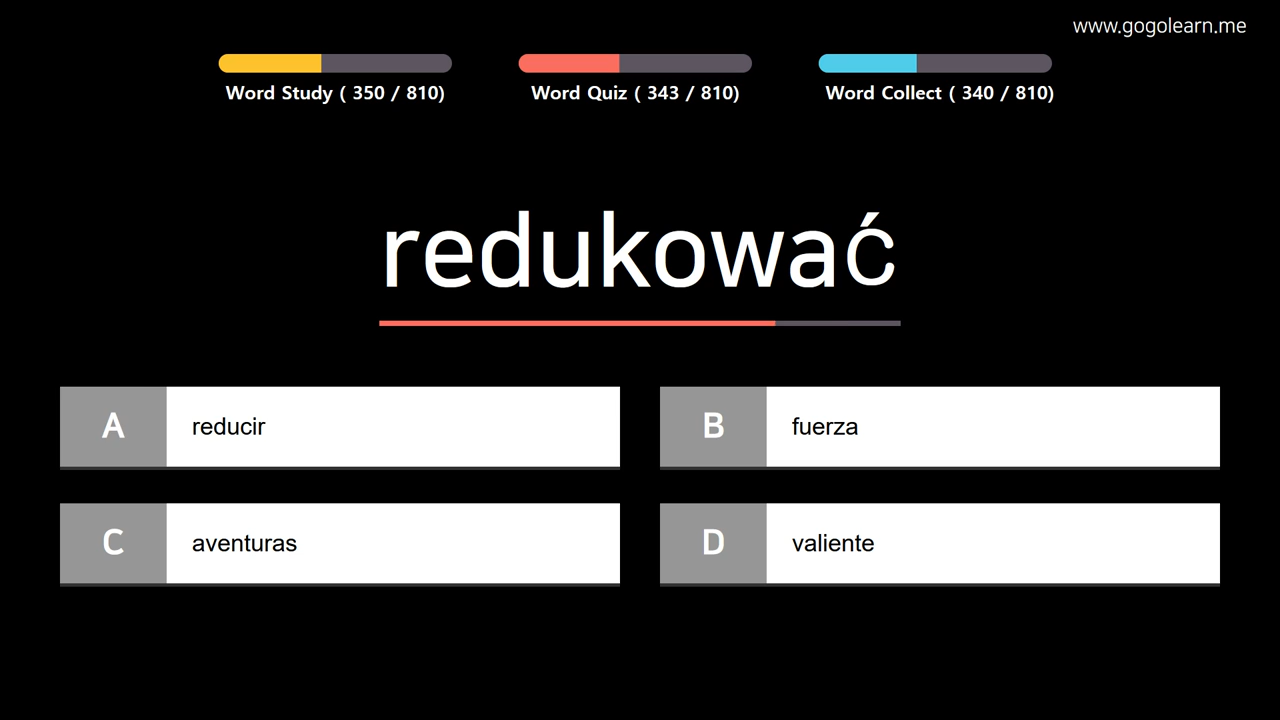 www.gogolearn.me
Word Study ( 350 / 810)
Word Quiz ( 343 / 810)
Word Collect ( 340 / 810)
redukować
A reducir
B fuerza
C aventuras
D valiente